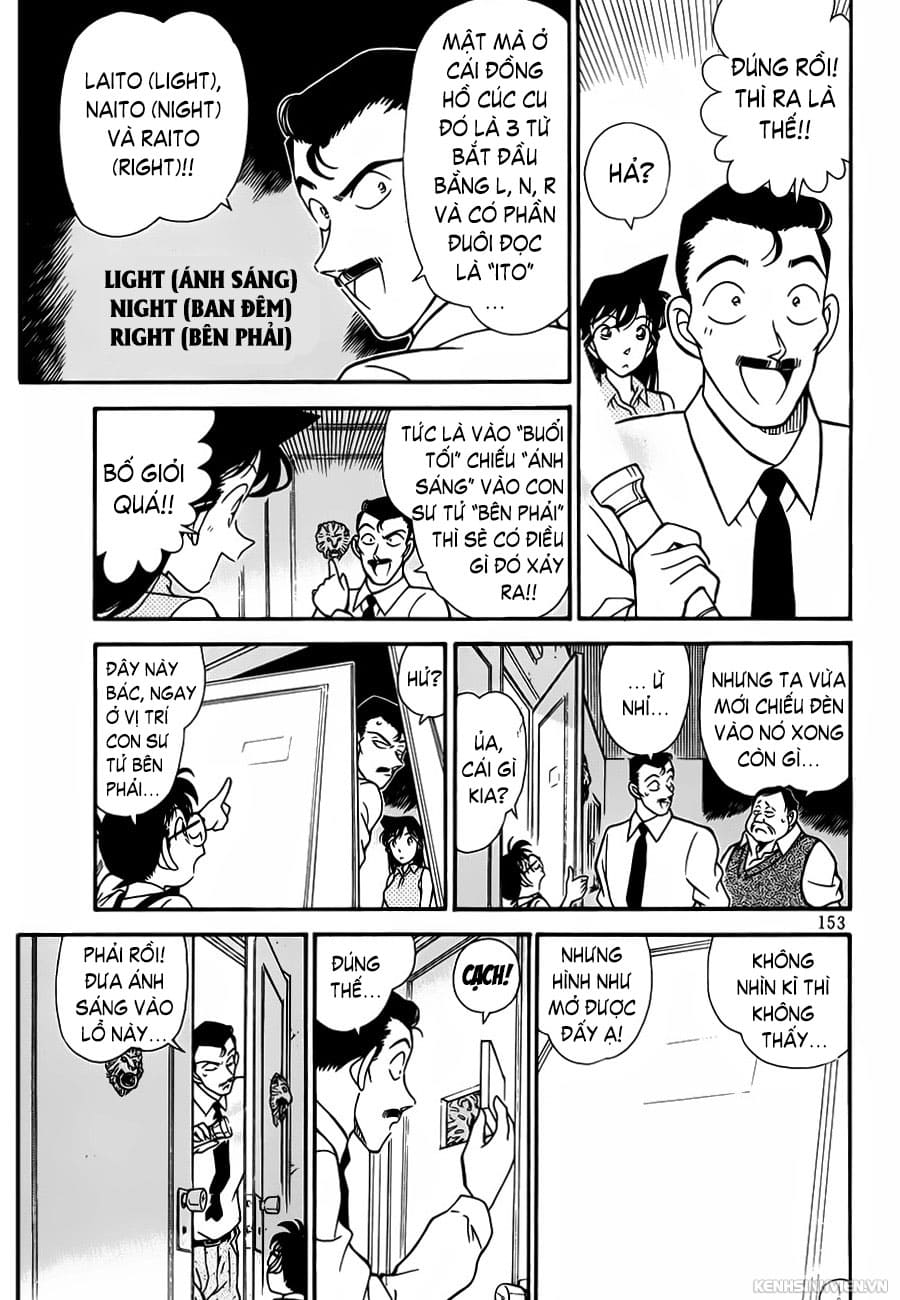 ĐÚNG RỒI!
THÌ RA LÀ
THẾ!!
HẢ?
MẬT MÀ Ở
CÁI ĐỒNG
HỒ CÚC CU
ĐÓ LÀ 3 TỪ
BẮT ĐẦU
BẰNG L, N, R
VÀ CÓ PHẦN
ĐUÔI ĐỌC
LÀ “ITO”
...
LAITO (LIGHT),
NAITO (NIGHT)
VÀ RAITO
(RIGHT)!!
LIGHT (ÁNH SÁNG)
NIGHT (BAN ĐÊM)
RIGHT (BÊN PHẢI)
TỨC LÀ VÀO “BUỔI
TỐI” CHIẾU “ÁNH
SÁNG” VÀO CON
SƯ TỬ “BÊN PHẢI”
THÌ SẼ CÓ ĐIỀU
GÌ ĐÓ XẢY
RA!!
BỐ GIỎI
QUÁ!!
NHƯNG TA VỪA
MỚI CHIẾU ĐÈN
VÀO NÓ XONG
CÒN GÌ...
... Ừ
NHỈ...
ỦA,
CÁI GÌ
KIA?
HỬ?
ĐÂY NÀY
BÁC, NGAY
Ở VỊ TRÍ
CON SƯ
TỬ BÊN
PHẢI...
153
KHÔNG
NHÌN KĨ THÌ
KHÔNG
THẤY...
NHƯNG
HÌNH NHƯ
MỞ ĐƯỢC
ĐẤY Ạ!
CẠCH!
ĐÚNG
THẾ...
PHẢI RỒI!
ĐƯA ÁNH
SÁNG VÀO
LỖ NÀY...
KENHSINHVIEN.VN